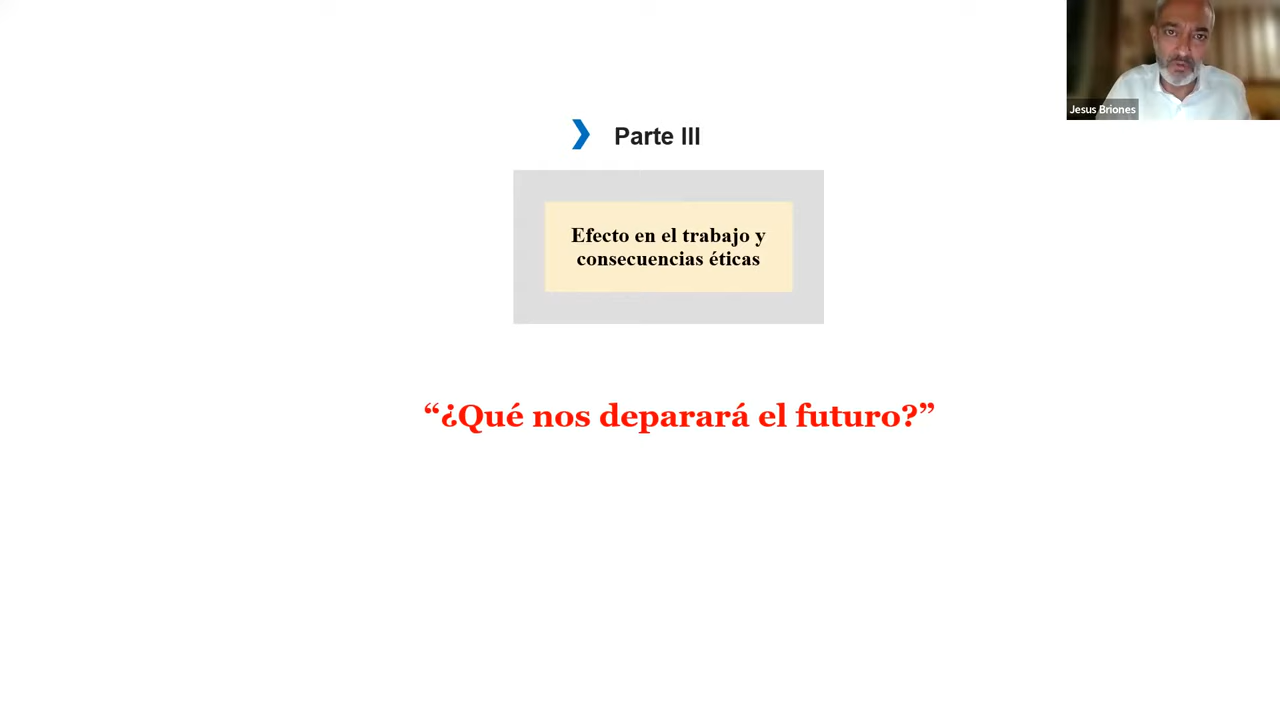 Jesus Briones
Parte III
Efecto en el trabajo y
consecuencias éticas
“¿Qué nos deparará el futuro?”